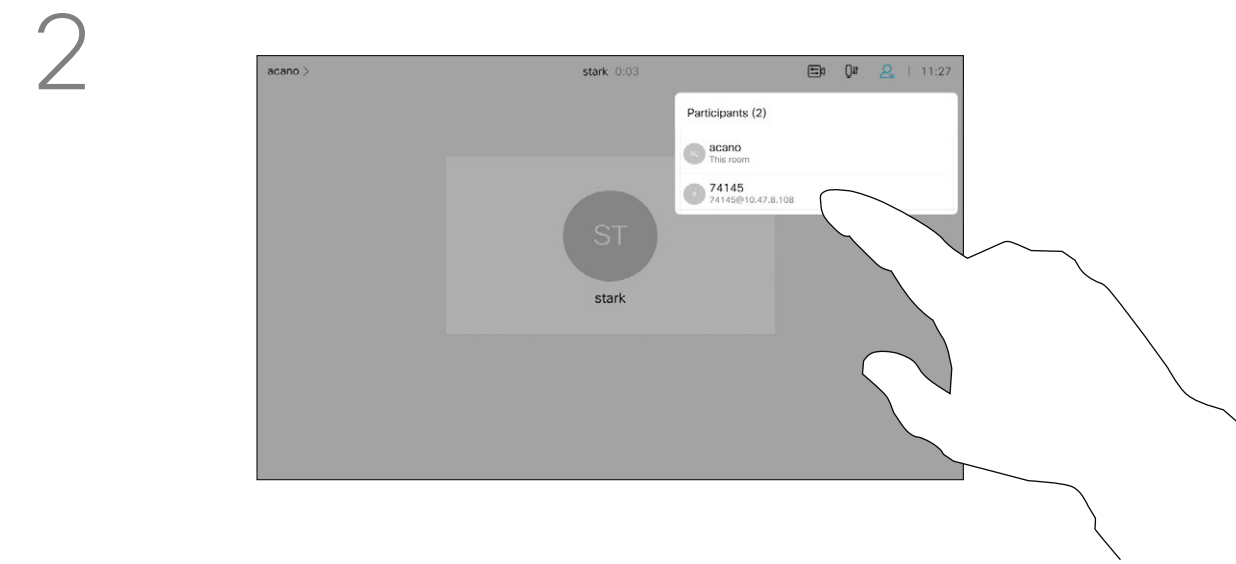 2
acano >
stark 0:03
11:27
Participants (2)
AC
acano
This room
74145
74145@10.47.8.108
ST
stark